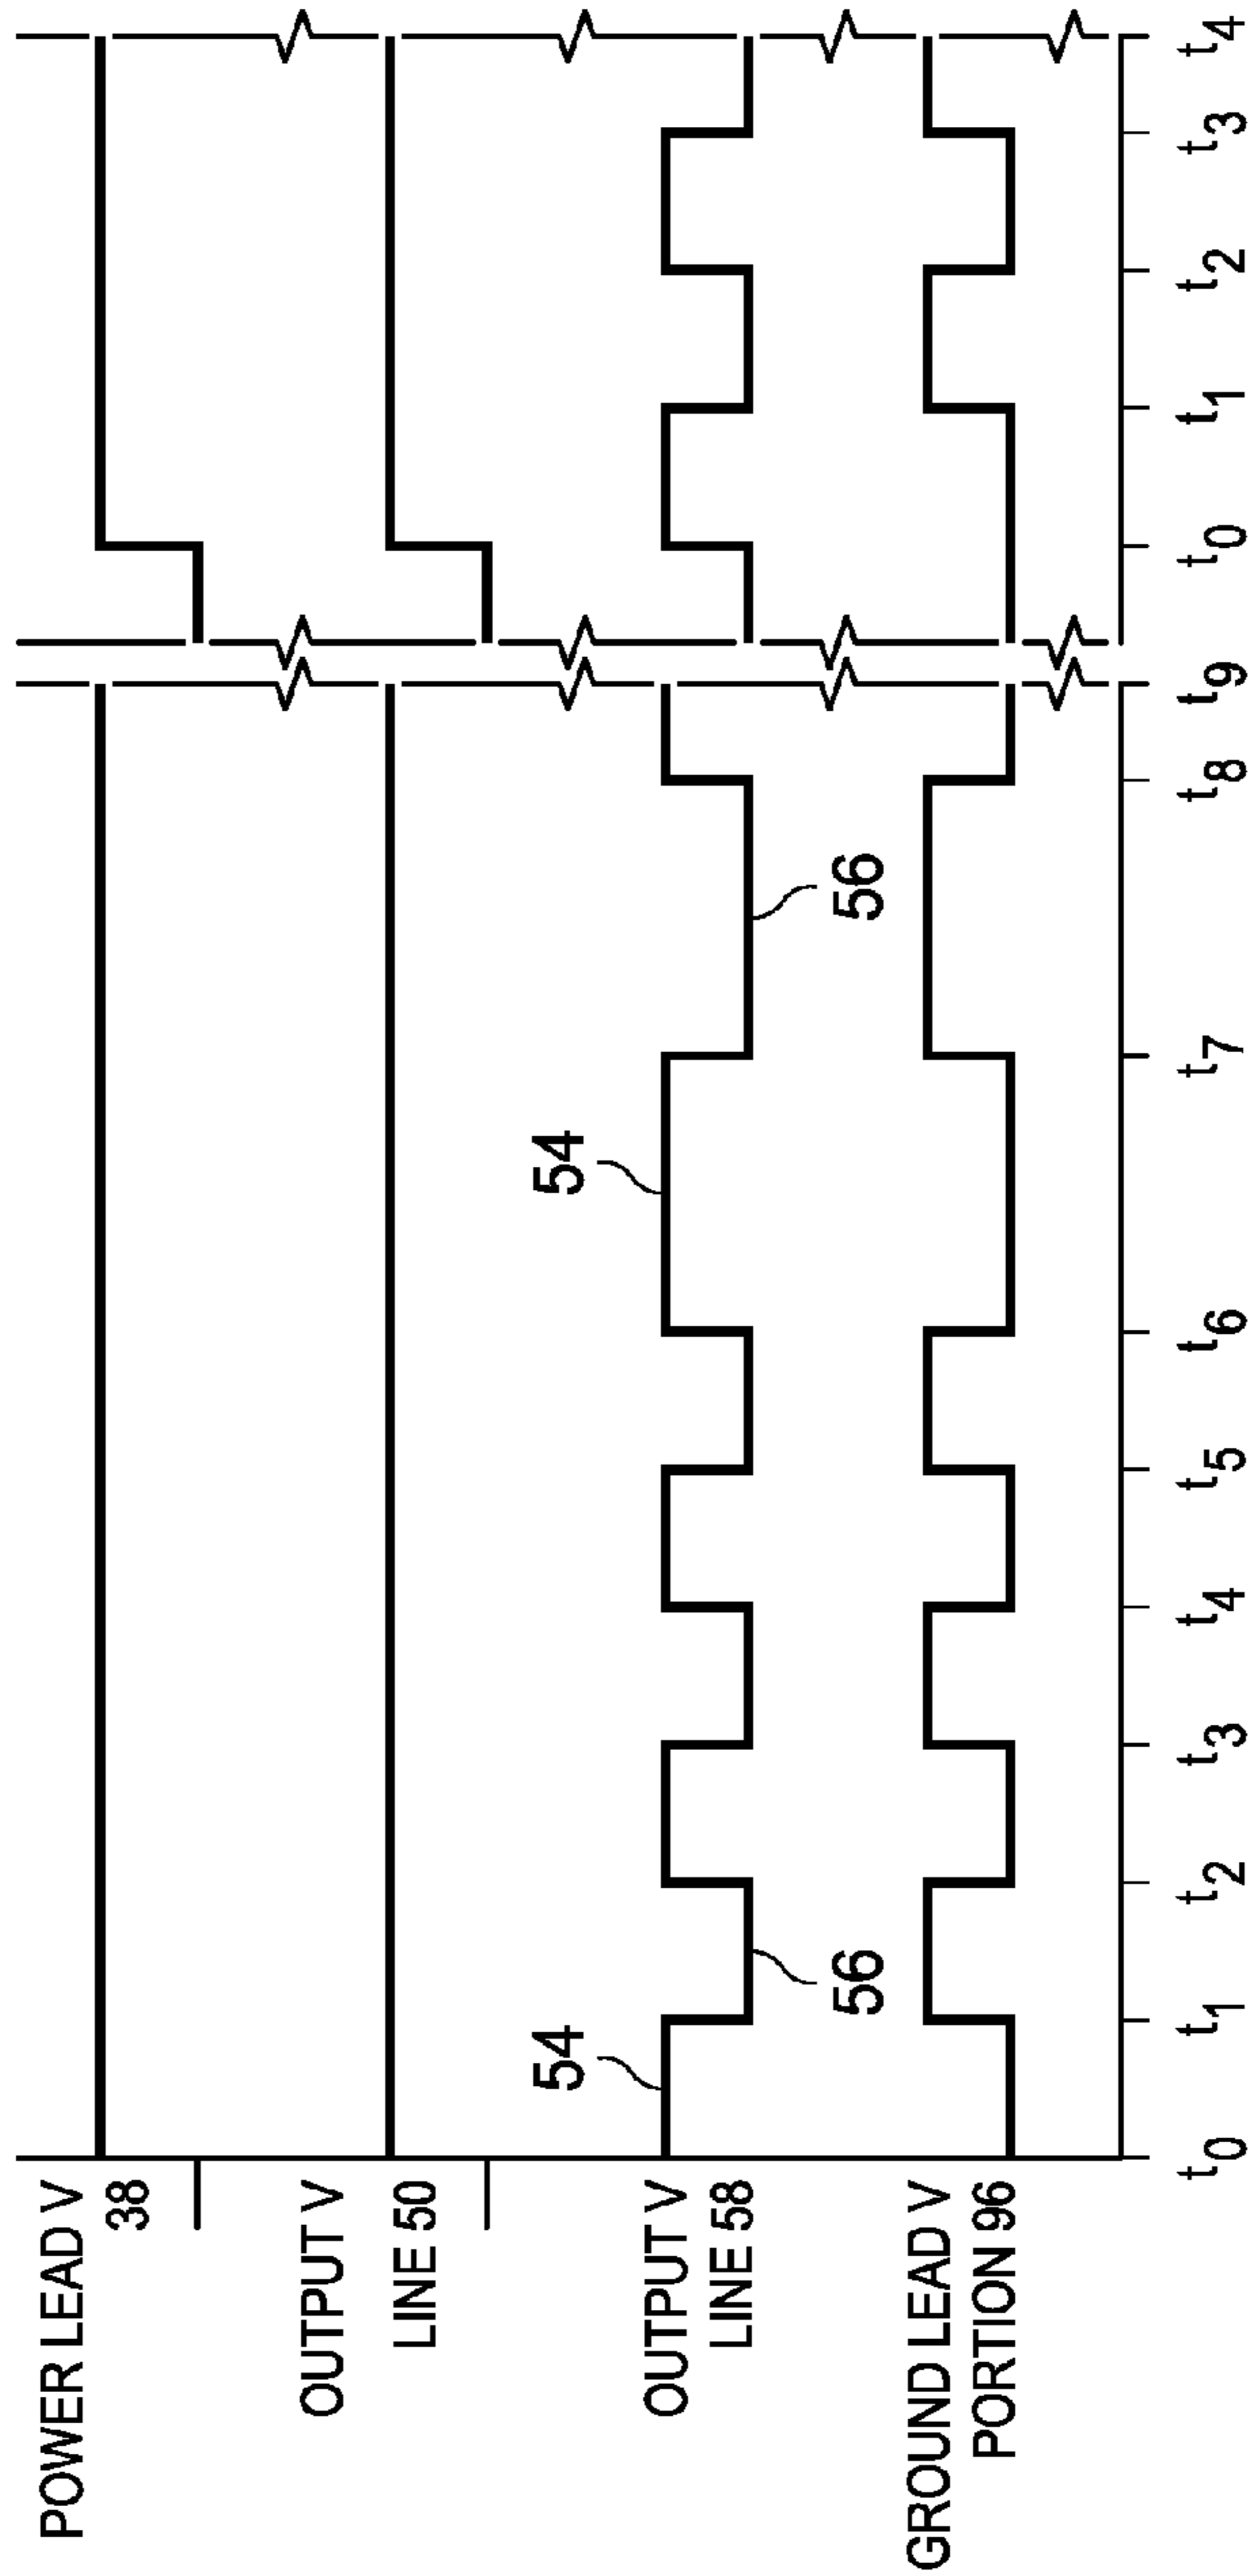 POWER LEAD V
38
OUTPUT V
LINE 50
OUTPUT V
LINE 58
GROUND LEAD V
PORTION 96
54
56
54
56
t0 t1 t2 t3 t4 t5 t6 t7 t8 t9 t0 t1 t2 t3 t4